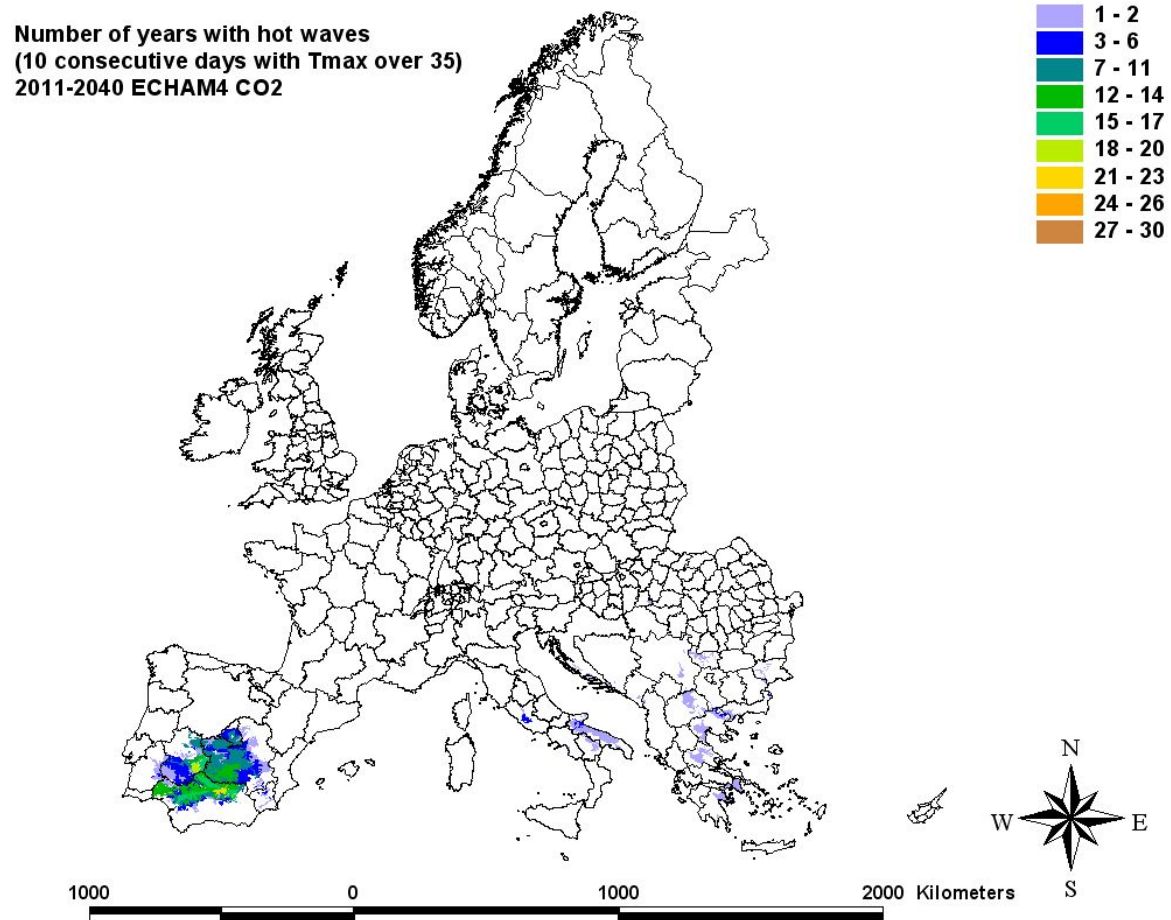 Number of years with hot waves
(10 consecutive days with Tmax over 35)
2011-2040 ECHAM4 CO2
1 - 2
3 - 6
7 - 11
12 - 14
15 - 17
18 - 20
21 - 23
24 - 26
27 - 30
N
W E
S
1000 0 1000 2000 Kilometers